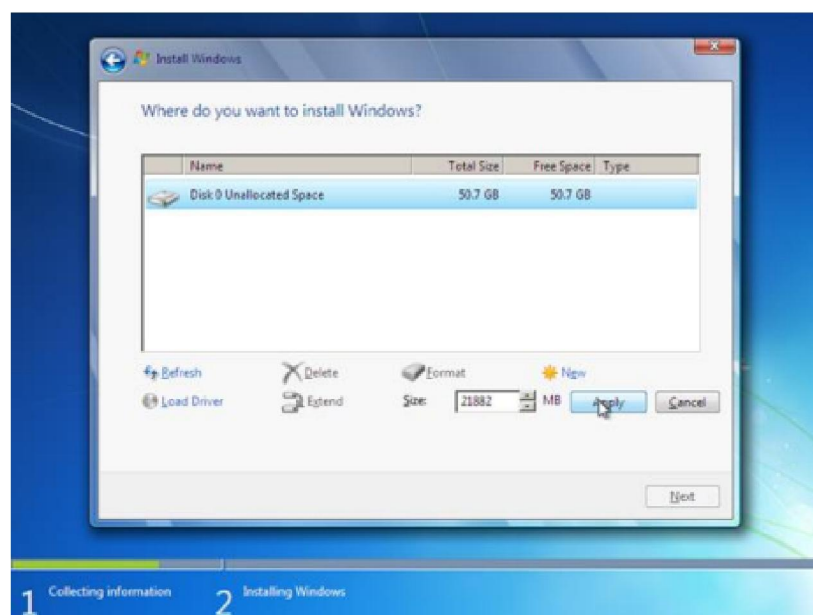 Install Windows
Where do you want to install Windows?
Name Total Size Free Space Type
Disk 0 Unallocated Space 50.7 GB 50.7 GB
Refresh Delete Format New
Load Driver Extend Size: 21882 MB Apply Cancel
Next
1 Collecting information 2 Installing Windows